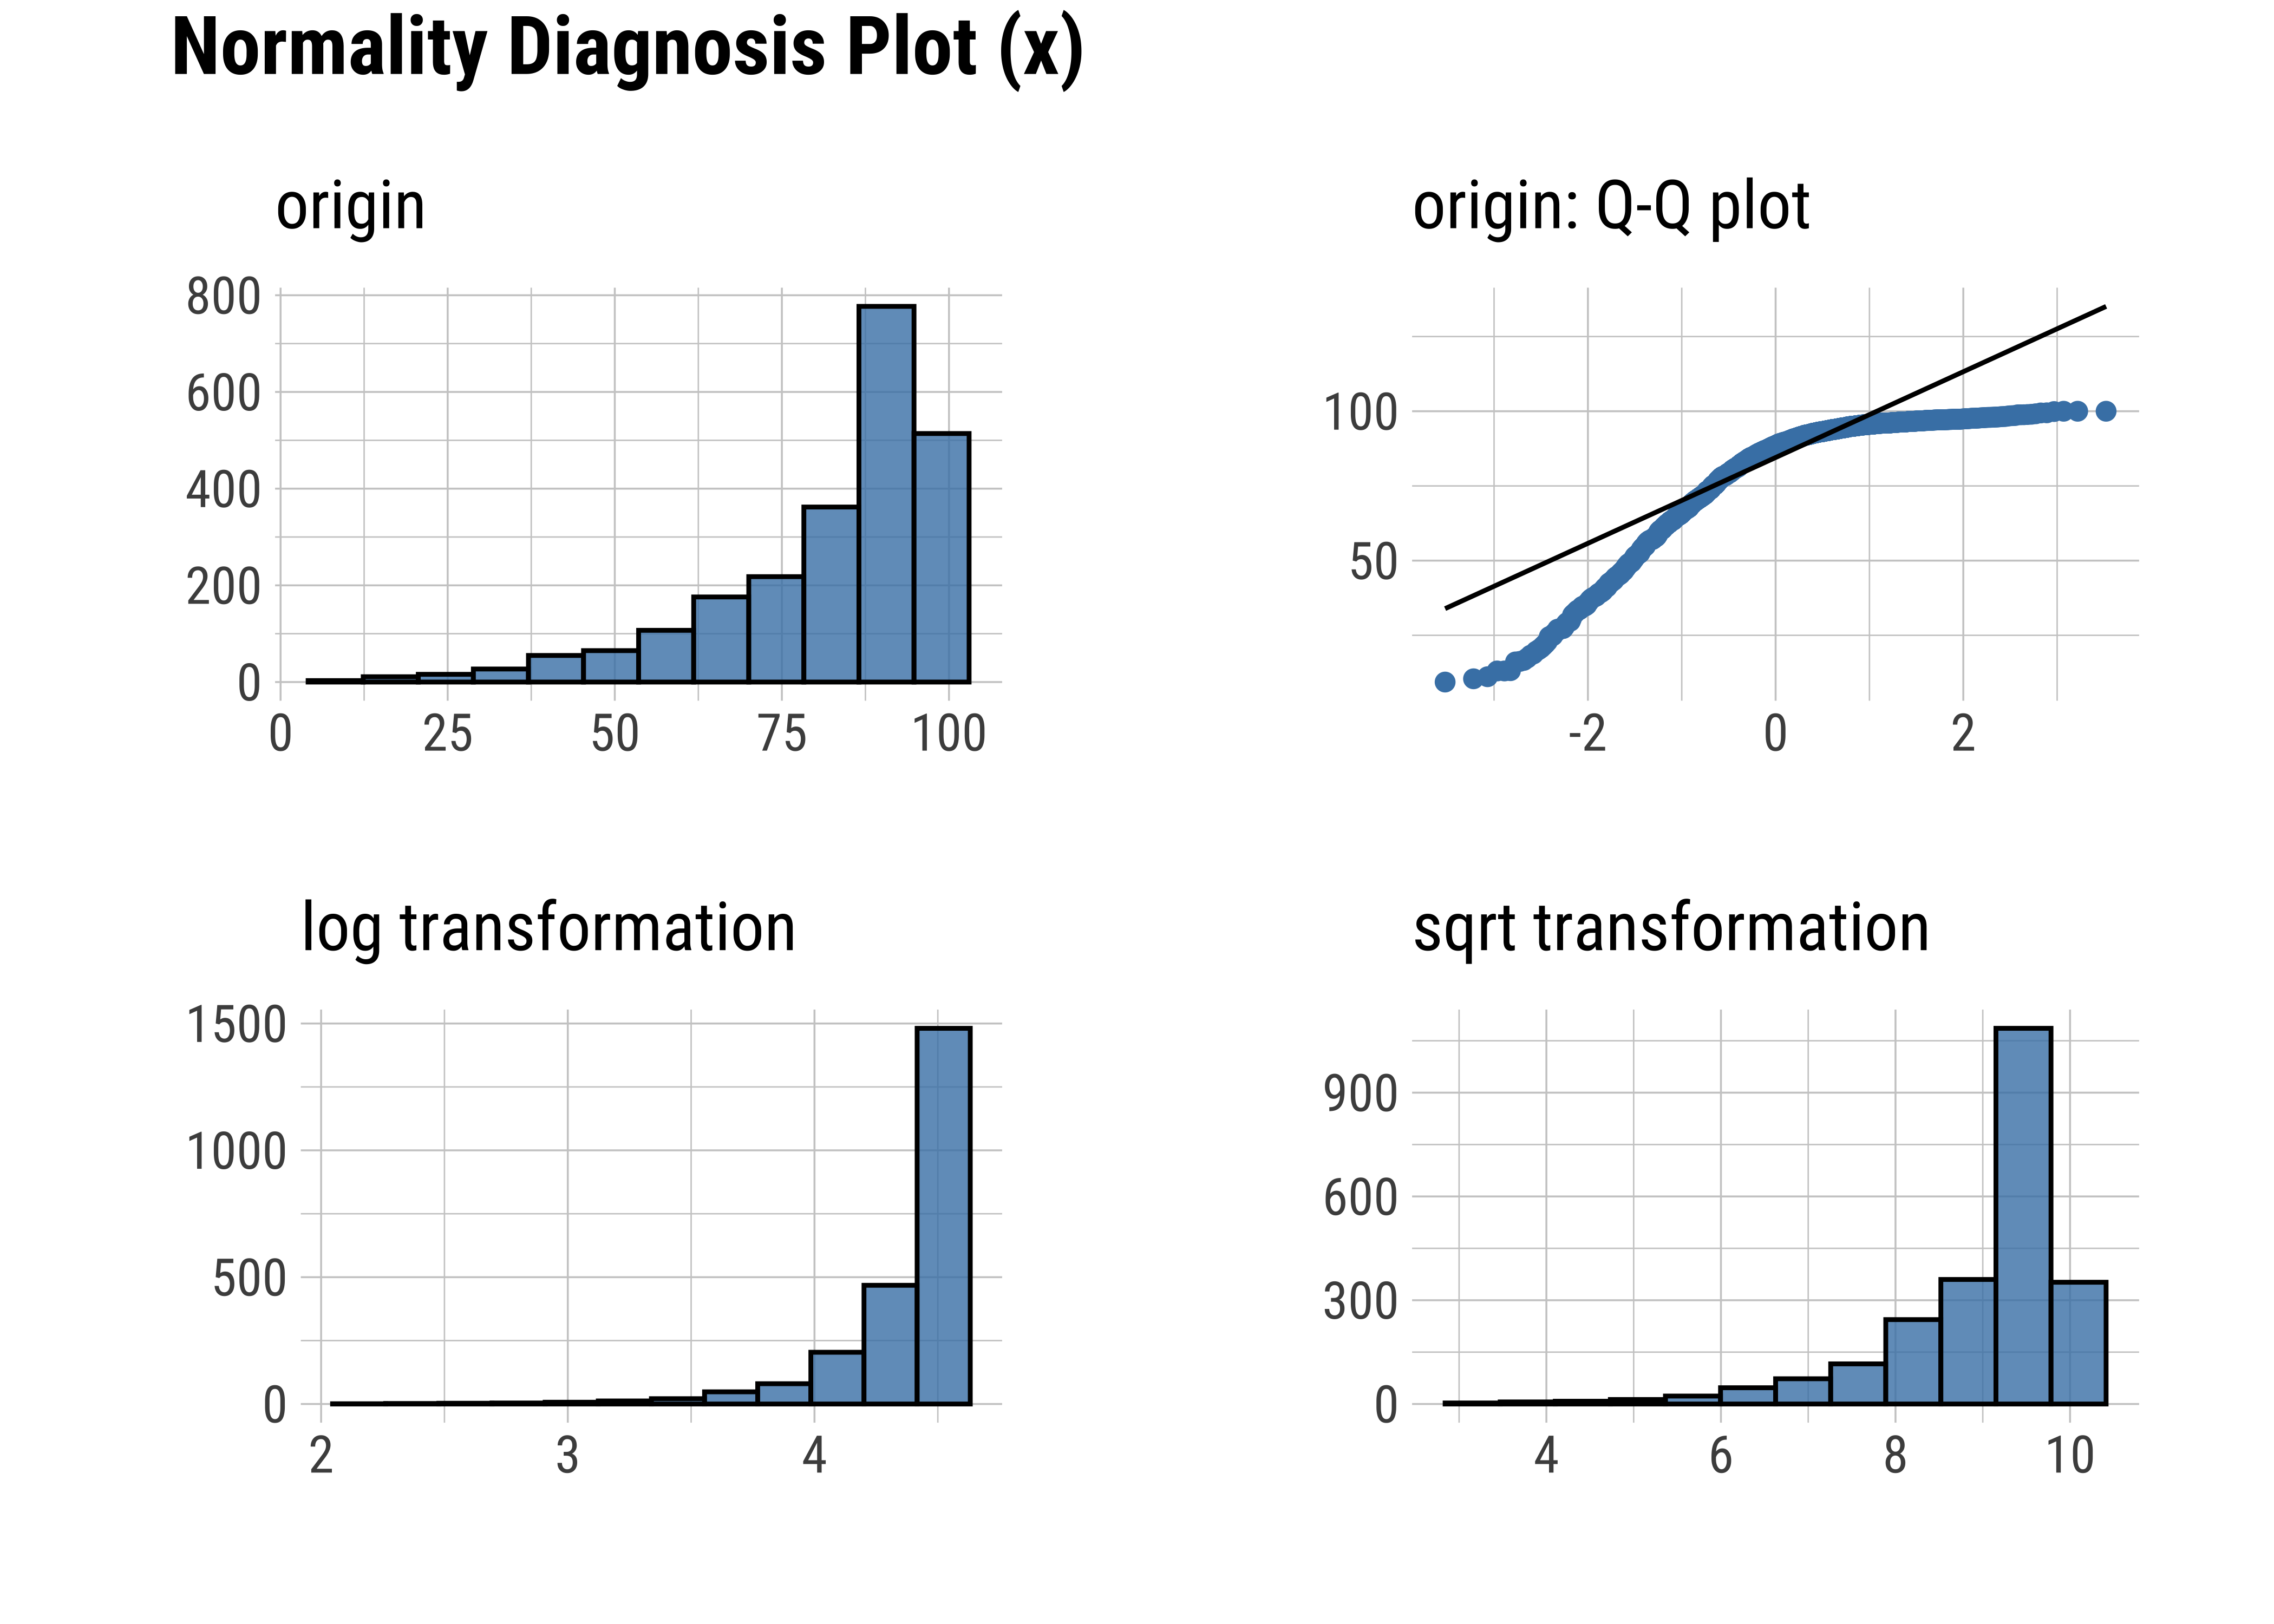 Normality Diagnosis Plot (x)
origin
800
600
400
200
0
0 25 50 75 100
origin: Q-Q plot
100
50
-2 0 2
log transformation
1500
1000
500
0
2 3 4
sqrt transformation
900
600
300
0
4 6 8 10